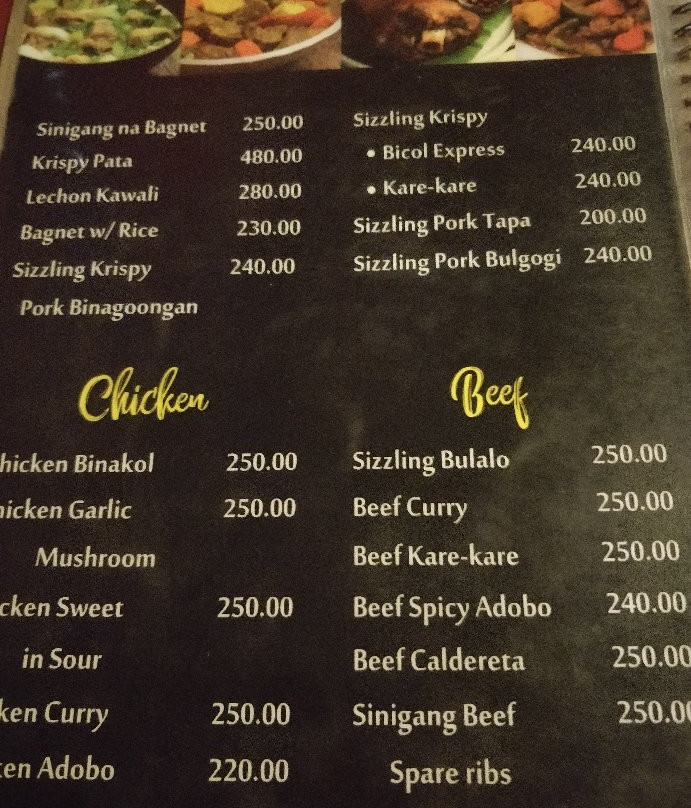 Sinigang na Bagnet 250.00
Krispy Pata 480.00
Lechon Kawali 280.00
Bagnet w/ Rice 230.00
Sizzling Krispy 240.00
Pork Binagoongan
Sizzling Krispy
• Bicol Express 240.00
• Kare-kare 240.00
Sizzling Pork Tapa 200.00
Sizzling Pork Bulgogi 240.00
Chicken
hicken Binakol 250.00
hicken Garlic 250.00
Mushroom
cken Sweet 250.00
in Sour
ken Curry 250.00
ken Adobo 220.00
Beef
Sizzling Bulalo 250.00
Beef Curry 250.00
Beef Kare-kare 250.00
Beef Spicy Adobo 240.00
Beef Caldereta 250.00
Sinigang Beef 250.00
Spare ribs